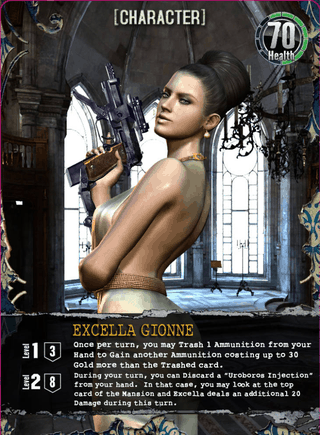 [CHARACTER]
70
Health
EXCELLA GIONNE
Level 1 3
Once per turn, you may Trash 1 Ammunition from your
Hand to Gain another Ammunition costing up to 30
Gold more than the Trashed card.
Level 2 8
During your turn, you can Discard a "Uroboros Injection"
from your hand. In that case, you may look at the top
card of the Mansion and Excella deals an additional 20
Damage during this turn.